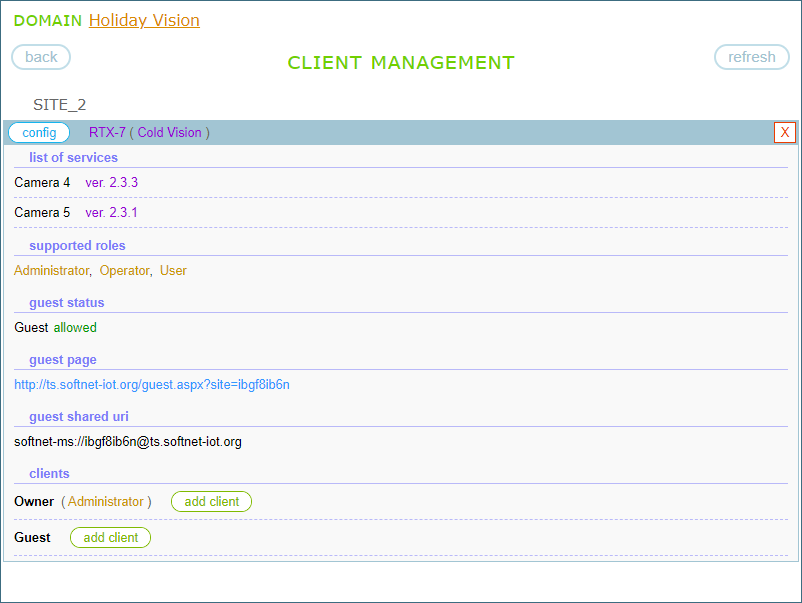 DOMAIN Holiday Vision
back
CLIENT MANAGEMENT
refresh
SITE_2
config RTX-7 ( Cold Vision ) X
list of services
Camera 4 ver. 2.3.3
Camera 5 ver. 2.3.1
supported roles
Administrator, Operator, User
guest status
Guest allowed
guest page
http://ts.softnet-iot.org/guest.aspx?site=ibgf8ib6n
guest shared uri
softnet-ms://ibgf8ib6n@ts.softnet-iot.org
clients
Owner ( Administrator ) add client
Guest add client